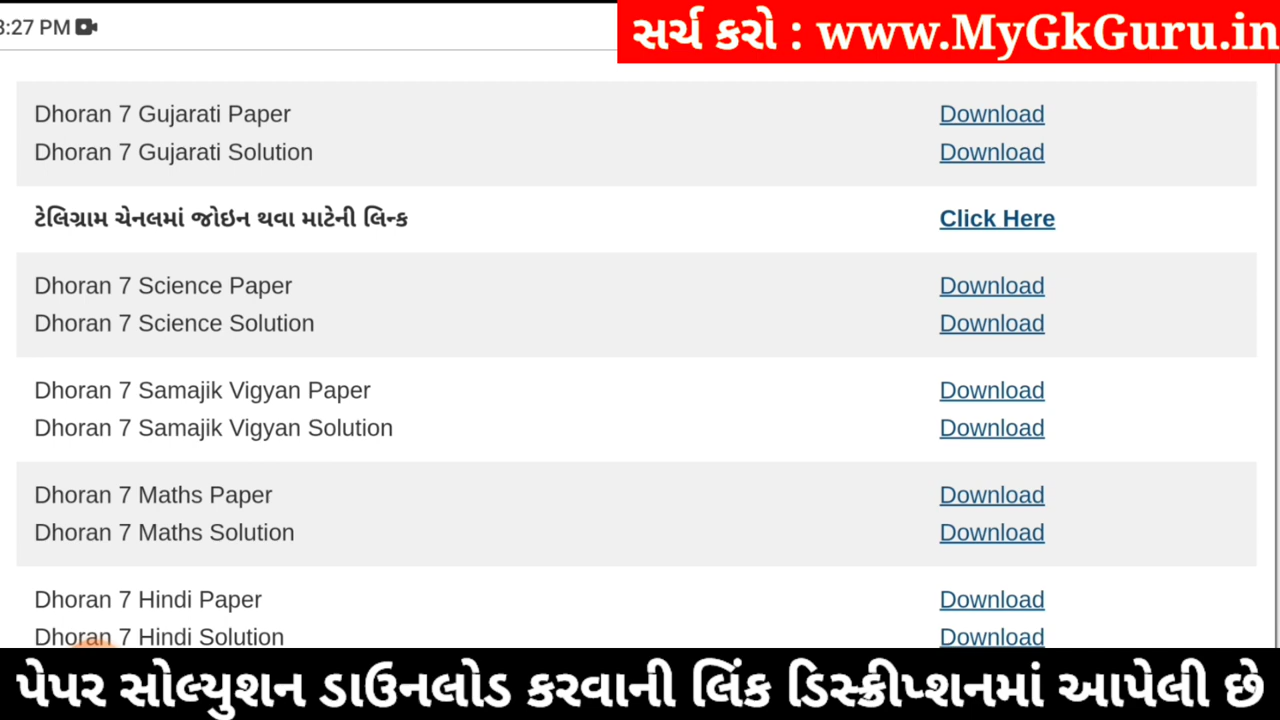 3:27 PM
સર્ચ કરો : www.MyGkGuru.in
Dhoran 7 Gujarati Paper Download
Dhoran 7 Gujarati Solution Download
ટેલિગ્રામ ચેનલમાં જોઇન થવા માટેની લિન્ક Click Here
Dhoran 7 Science Paper Download
Dhoran 7 Science Solution Download
Dhoran 7 Samajik Vigyan Paper Download
Dhoran 7 Samajik Vigyan Solution Download
Dhoran 7 Maths Paper Download
Dhoran 7 Maths Solution Download
Dhoran 7 Hindi Paper Download
Dhoran 7 Hindi Solution Download
પેપર સોલ્યુશન ડાઉનલોડ કરવાની લિંક ડિસ્ક્રીપ્શનમાં આપેલી છે